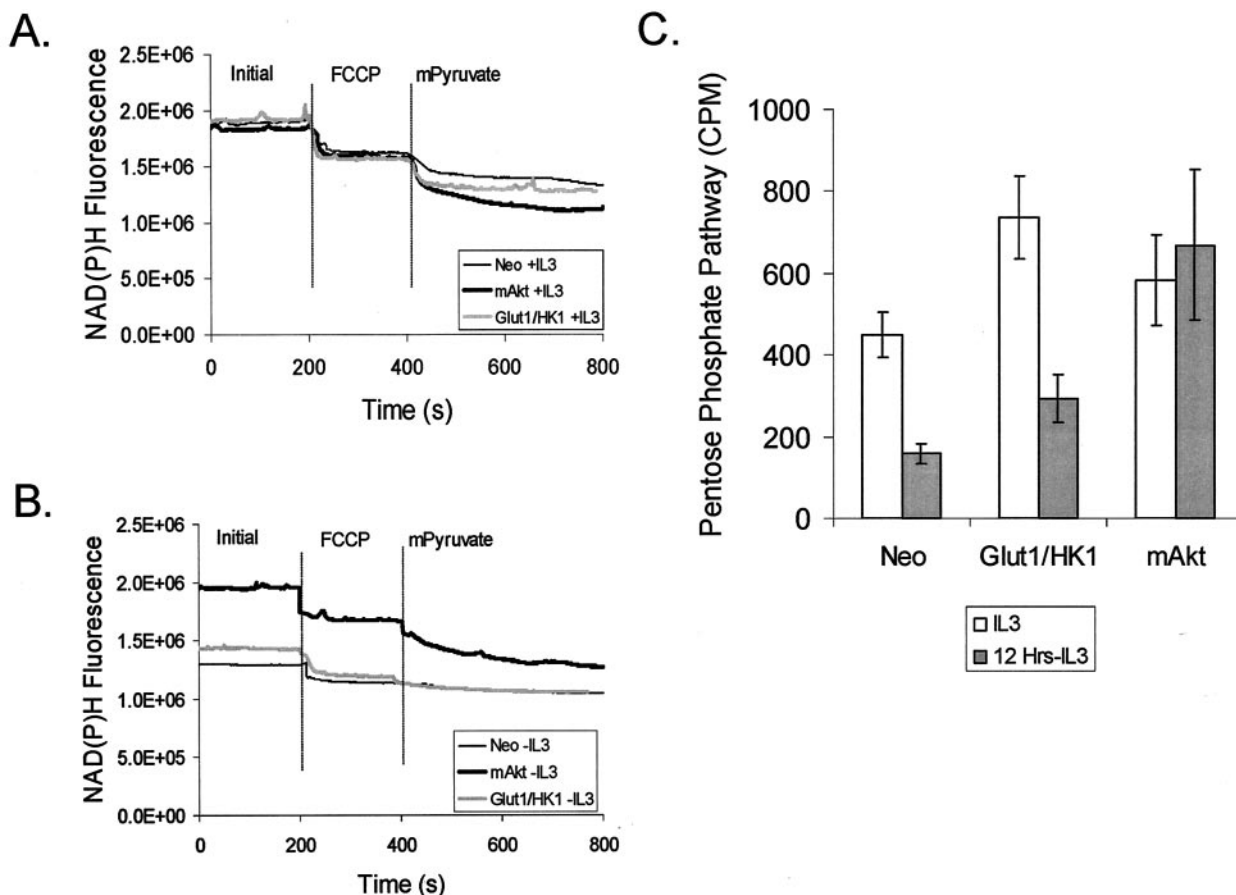 A.
NAD(P)H Fluorescence
2.5E+06
2.0E+06
1.5E+06
1.0E+06
5.0E+05
0.0E+00
Initial
FCCP
mPyruvate
Neo +IL3
mAkt +IL3
Glut1/HK1 +IL3
0 200 400 600 800
Time (s)
B.
NAD(P)H Fluorescence
2.5E+06
2.0E+06
1.5E+06
1.0E+06
5.0E+05
0.0E+00
Initial
FCCP
mPyruvate
Neo -IL3
mAkt -IL3
Glut1/HK1 -IL3
0 200 400 600 800
Time (s)
C.
Pentose Phosphate Pathway (CPM)
1000
800
600
400
200
0
Neo Glut1/HK1 mAkt
IL3
12 Hrs-IL3